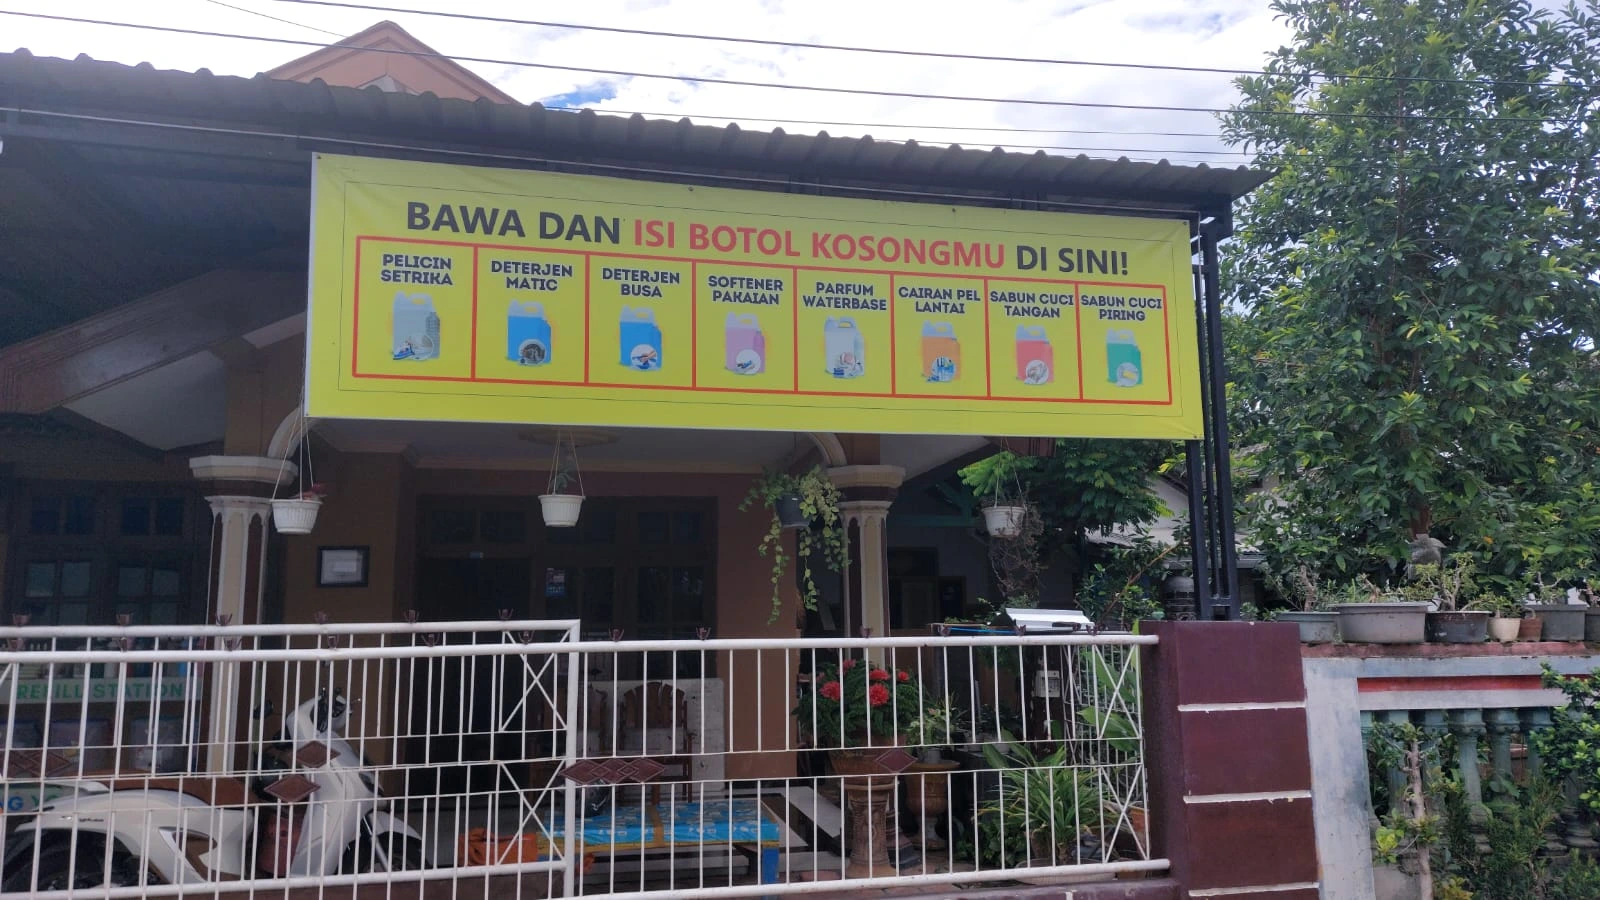 BAWA DAN ISI BOTOL KOSONGMU DI SINI!
PELICIN
SETRIKA
DETERJEN
MATIC
DETERJEN
BUSA
SOFTENER
PAKAIAN
PARFUM
WATERBASE
CAIRAN PEL
LANTAI
SABUN CUCI
TANGAN
SABUN CUCI
PIRING
REFILL STATION